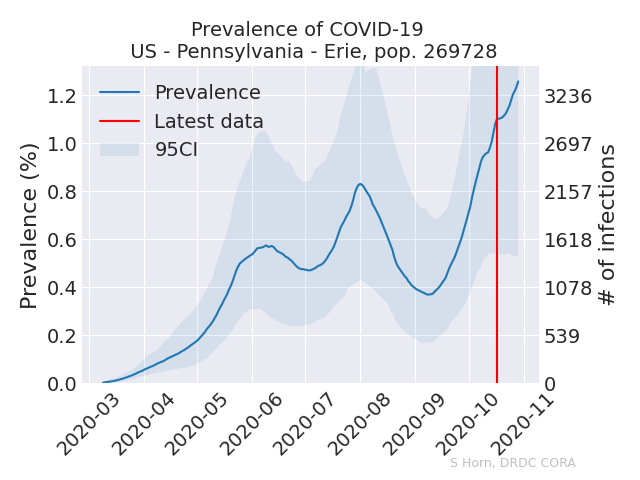 Prevalence of COVID-19
US - Pennsylvania - Erie, pop. 269728
Prevalence (%)
1.2
1.0
0.8
0.6
0.4
0.2
0.0
Prevalence
Latest data
95CI
3236
2697
2157
1618
1078
539
0
# of infections
2020-03
2020-04
2020-05
2020-06
2020-07
2020-08
2020-09
2020-10
2020-11
S Horn, DRDC CORA